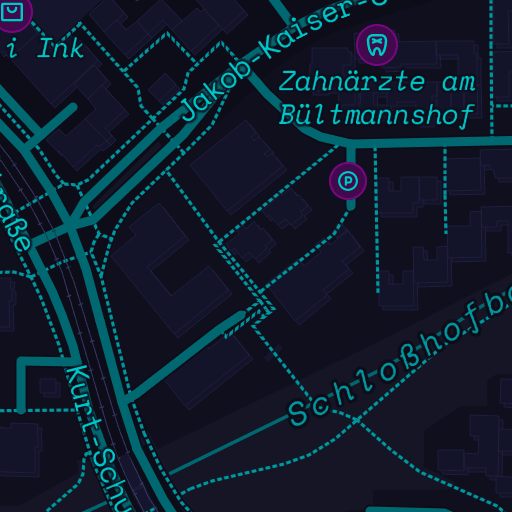 Jakob-Kaiser-S
i Ink
Zahnärzte am
Bültmannshof
P
raße
Schloßhofb
Kurt-Schu